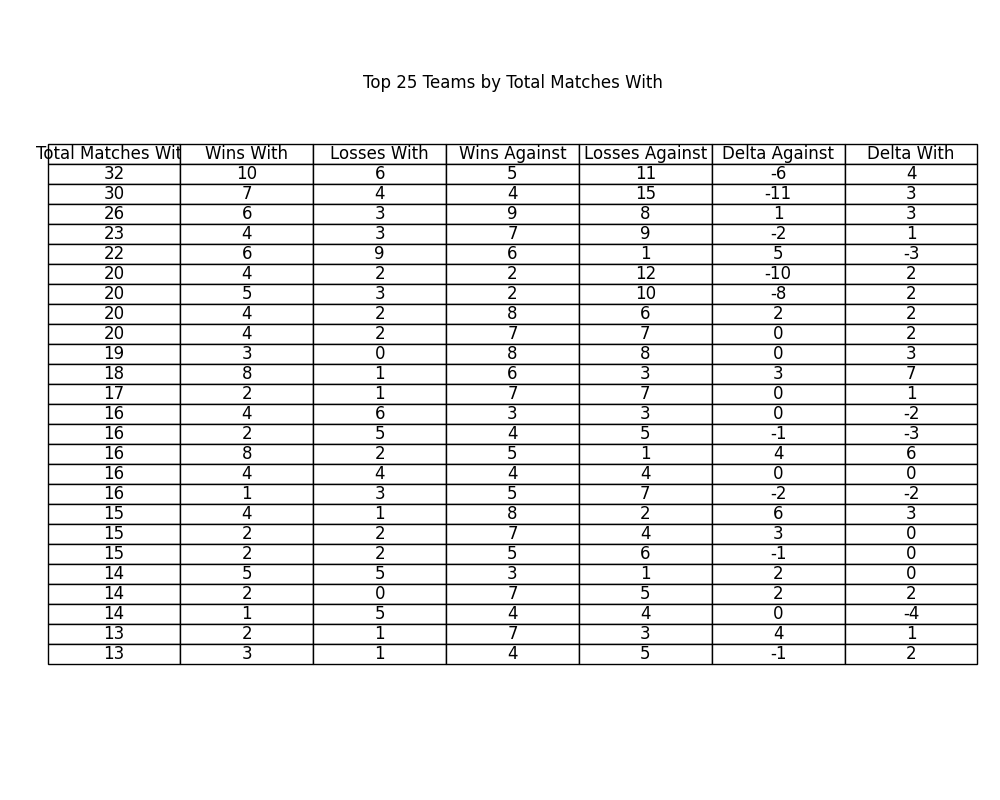 Top 25 Teams by Total Matches With
Total Matches Wit Wins With Losses With Wins Against Losses Against Delta Against Delta With
32 10 6 5 11 -6 4
30 7 4 4 15 -11 3
26 6 3 9 8 1 3
23 4 3 7 9 -2 1
22 6 9 6 1 5 -3
20 4 2 2 12 -10 2
20 5 3 2 10 -8 2
20 4 2 8 6 2 2
20 4 2 7 7 0 2
19 3 0 8 8 0 3
18 8 1 6 3 3 7
17 2 1 7 7 0 1
16 4 6 3 3 0 -2
16 2 5 4 5 -1 -3
16 8 2 5 1 4 6
16 4 4 4 4 0 0
16 1 3 5 7 -2 -2
15 4 1 8 2 6 3
15 2 2 7 4 3 0
15 2 2 5 6 -1 0
14 5 5 3 1 2 0
14 2 0 7 5 2 2
14 1 5 4 4 0 -4
13 2 1 7 3 4 1
13 3 1 4 5 -1 2